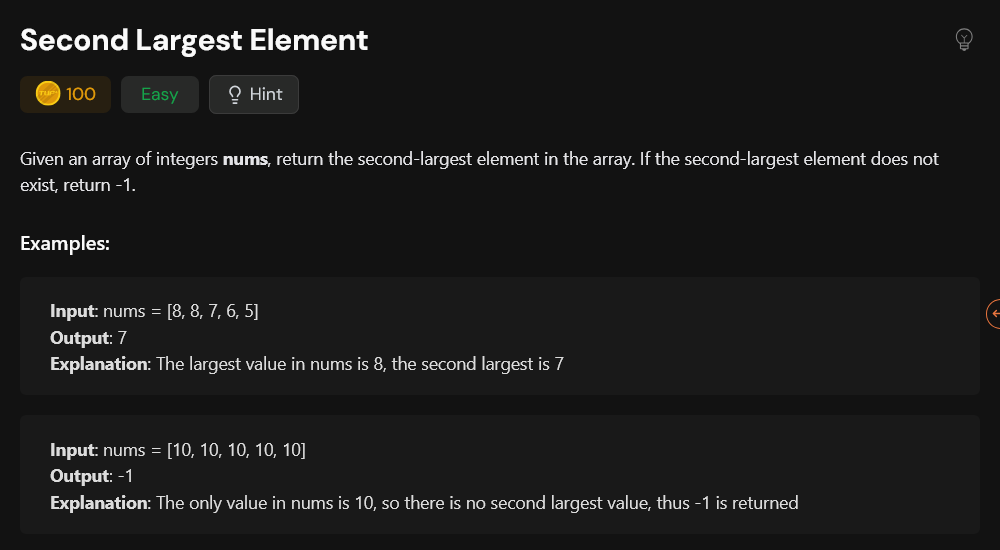 Second Largest Element
100 Easy Hint
Given an array of integers nums, return the second-largest element in the array. If the second-largest element does not
exist, return -1.
Examples:
Input: nums = [8, 8, 7, 6, 5]
Output: 7
Explanation: The largest value in nums is 8, the second largest is 7
Input: nums = [10, 10, 10, 10, 10]
Output: -1
Explanation: The only value in nums is 10, so there is no second largest value, thus -1 is returned